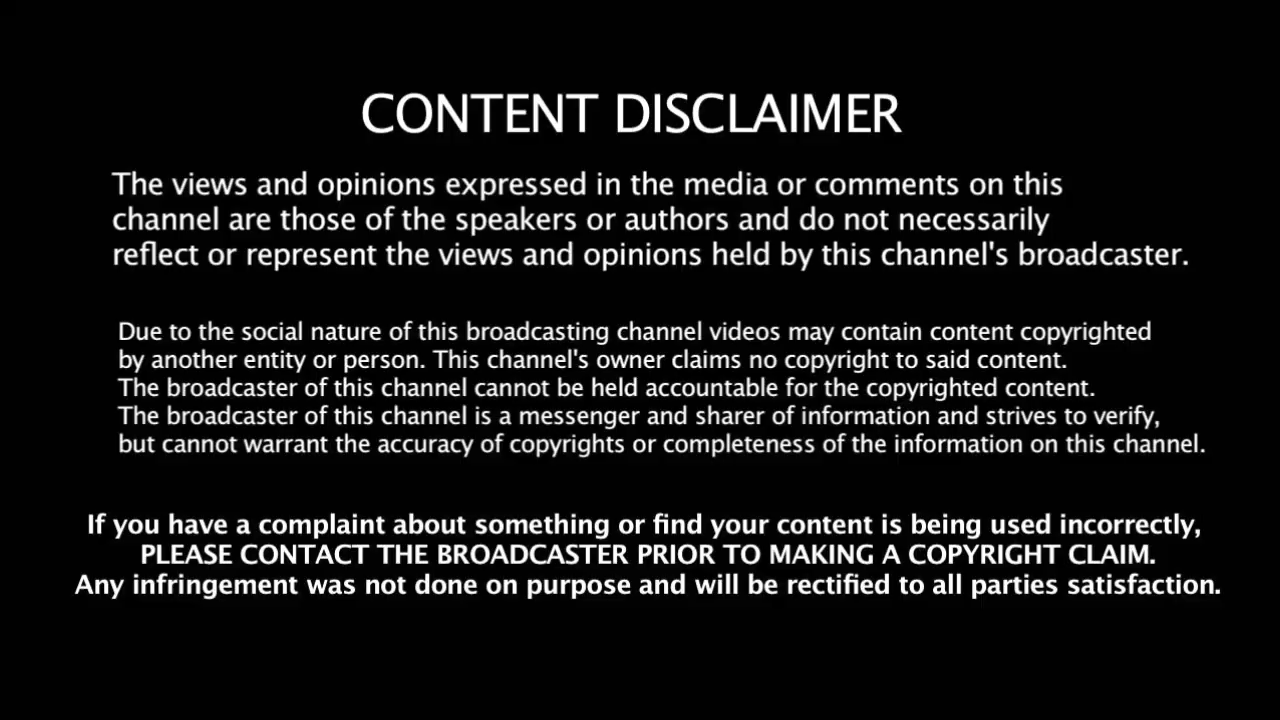 CONTENT DISCLAIMER
The views and opinions expressed in the media or comments on this
channel are those of the speakers or authors and do not necessarily
reflect or represent the views and opinions held by this channel's broadcaster.
Due to the social nature of this broadcasting channel videos may contain content copyrighted
by another entity or person. This channel's owner claims no copyright to said content.
The broadcaster of this channel cannot be held accountable for the copyrighted content.
The broadcaster of this channel is a messenger and sharer of information and strives to verify,
but cannot warrant the accuracy of copyrights or completeness of the information on this channel.
If you have a complaint about something or find your content is being used incorrectly,
PLEASE CONTACT THE BROADCASTER PRIOR TO MAKING A COPYRIGHT CLAIM.
Any infringement was not done on purpose and will be rectified to all parties satisfaction.